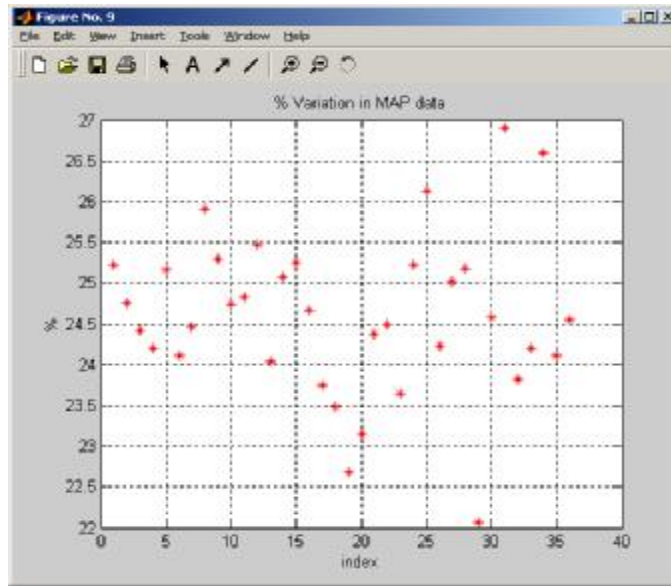 Figure No. 9
File Edit View Insert Tools Window Help
A
% Variation in MAP data
27
26.5
26
25.5
25
24.5
24
23.5
23
22.5
22
%
0 5 10 15 20 25 30 35 40
index